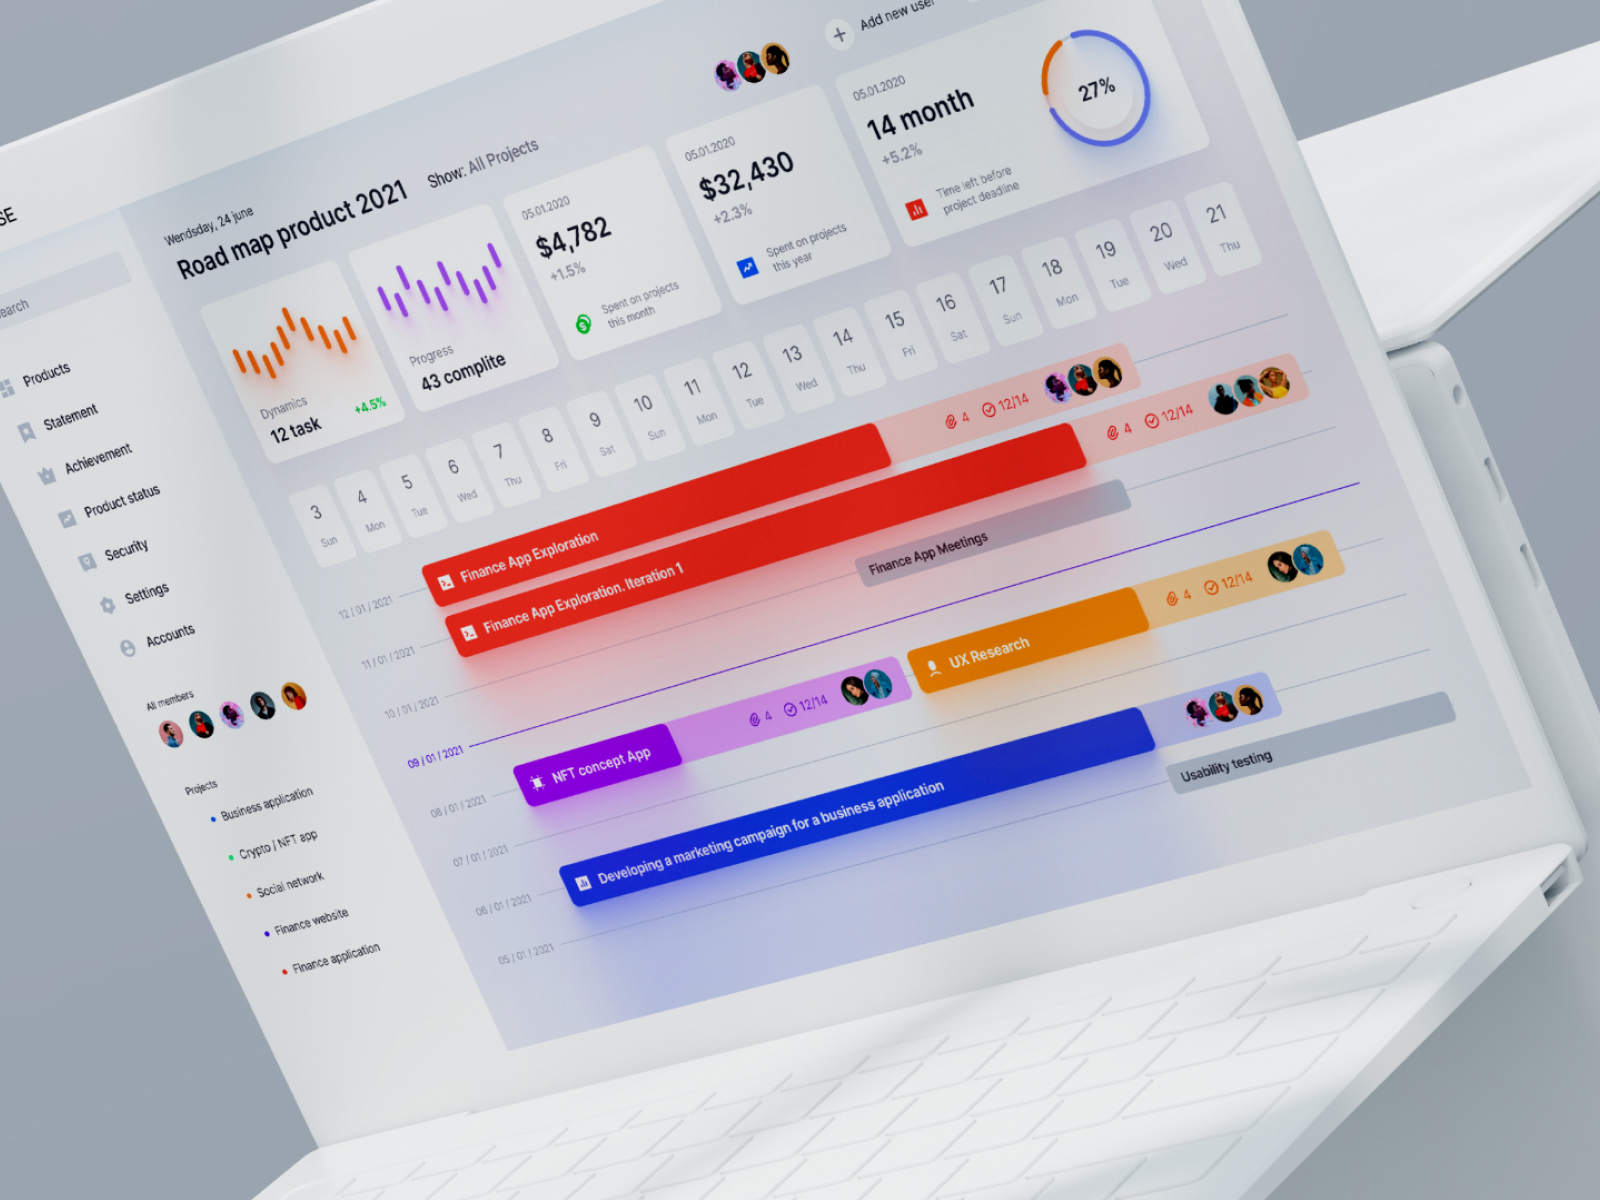 SE
earch
Products
Statement
Achievement
Product status
Security
Settings
Accounts
All members
Projects
Business application
Crypto / NFT app
Social network
Finance website
Finance application
Wendsday, 24 june
Road map product 2021
Show: All Projects
Add new user
Dynamics
12 task
+4.5%
Progress
43 complite
05.01.2020
$4,782
+1.5%
Spent on projects
this month
05.01.2020
$32,430
+2.3%
Spent on projects
this year
05.01.2020
14 month
+5.2%
Time left before
project deadline
27%
3 4 5 6 7 8 9 10 11 12 13 14 15 16 17 18 19 20 21
Sun Mon Tue Wed Thu Fri Sat Sun Mon Tue Wed Thu Fri Sat Sun Mon Tue Wed Thu
12 / 01 / 2021
Finance App Exploration
4 12/14
11 / 01 / 2021
Finance App Exploration. Iteration 1
4 12/14
10 / 01 / 2021
Finance App Meetings
09 / 01 / 2021
08 / 01 / 2021
NFT concept App
4 12/14
UX Research
4 12/14
07 / 01 / 2021
06 / 01 / 2021
Developing a marketing campaign for a business application
05 / 01 / 2021
Usability testing